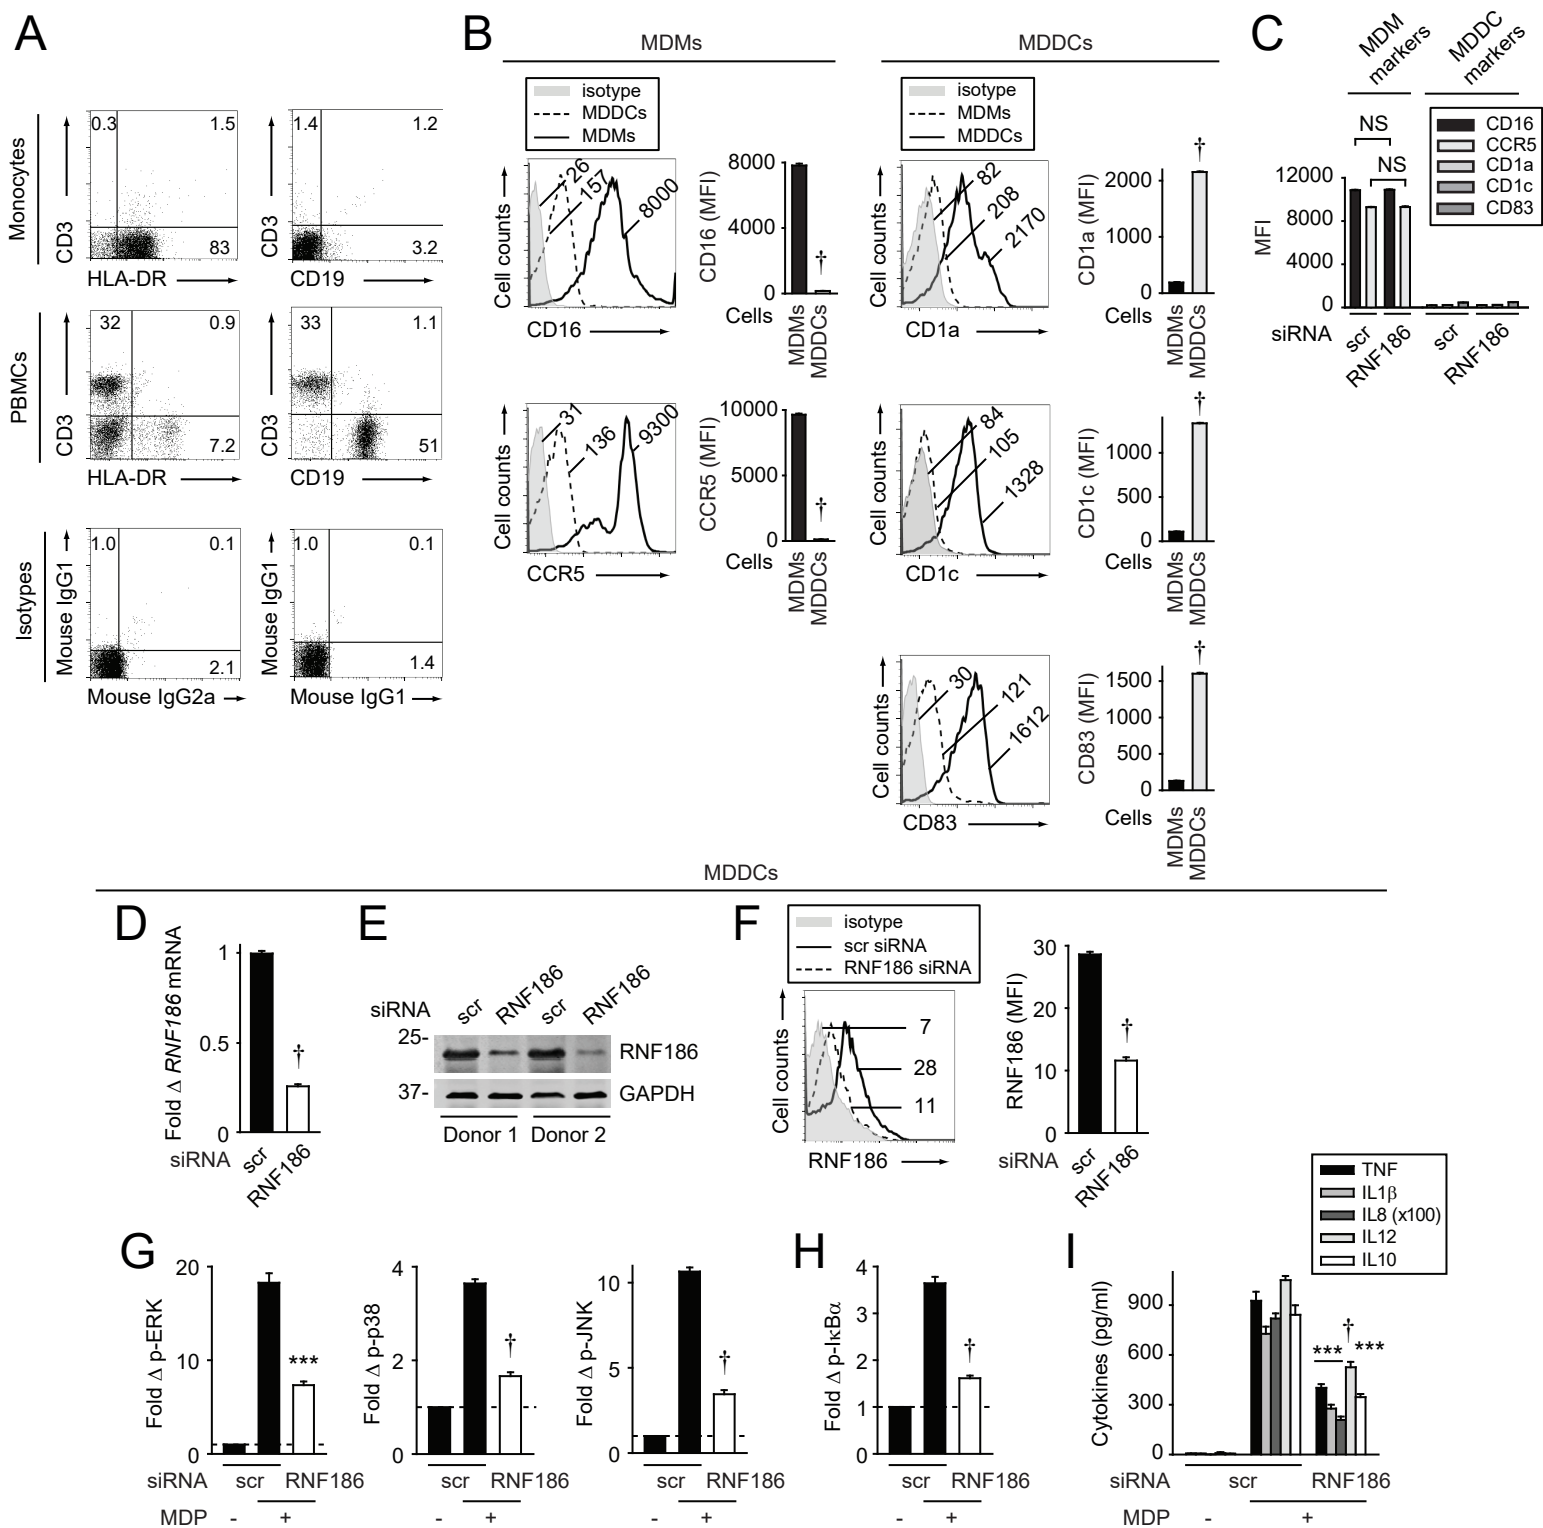 A
Monocytes
CD3
0.3
1.5
83
HLA-DR
CD3
1.4
1.2
3.2
CD19
PBMCs
CD3
32
0.9
7.2
HLA-DR
CD3
33
1.1
51
CD19
Isotypes
Mouse IgG1
1.0
0.1
2.1
Mouse IgG2a
Mouse IgG1
1.0
0.1
1.4
Mouse IgG1
B
MDMs
isotype
MDDCs
MDMs
Cell counts
26
157
8000
CD16
CD16 (MFI)
8000
4000
0
†
Cells
MDMs
MDDCs
Cell counts
31
136
9300
CCR5
CCR5 (MFI)
10000
5000
0
†
Cells
MDMs
MDDCs
MDDCs
isotype
MDMs
MDDCs
Cell counts
82
208
2170
CD1a
CD1a (MFI)
2000
1000
0
†
Cells
MDMs
MDDCs
Cell counts
84
105
1328
CD1c
CD1c (MFI)
1000
500
0
†
Cells
MDMs
MDDCs
Cell counts
30
121
1612
CD83
CD83 (MFI)
1500
1000
500
0
†
Cells
MDMs
MDDCs
C
MDM
markers
MDDC
markers
CD16
CCR5
CD1a
CD1c
CD83
NS
NS
MFI
12000
8000
4000
0
siRNA
scr
RNF186
scr
RNF186
MDDCs
D
Fold Δ RNF186 mRNA
1
0.5
0
†
siRNA
scr
RNF186
E
siRNA
scr
RNF186
scr
RNF186
25-
RNF186
37-
GAPDH
Donor 1
Donor 2
F
isotype
scr siRNA
RNF186 siRNA
Cell counts
7
28
11
RNF186
RNF186 (MFI)
30
20
10
0
†
siRNA
scr
RNF186
G
Fold Δ p-ERK
20
10
0
***
siRNA
scr
RNF186
MDP
-
+
Fold Δ p-p38
4
2
0
†
scr
RNF186
-
+
Fold Δ p-JNK
10
5
0
†
scr
RNF186
-
+
H
Fold Δ p-IκBα
4
3
2
1
0
†
scr
RNF186
-
+
I
TNF
IL1β
IL8 (x100)
IL12
IL10
Cytokines (pg/ml)
900
600
300
0
***
†
***
siRNA
scr
RNF186
MDP
-
+